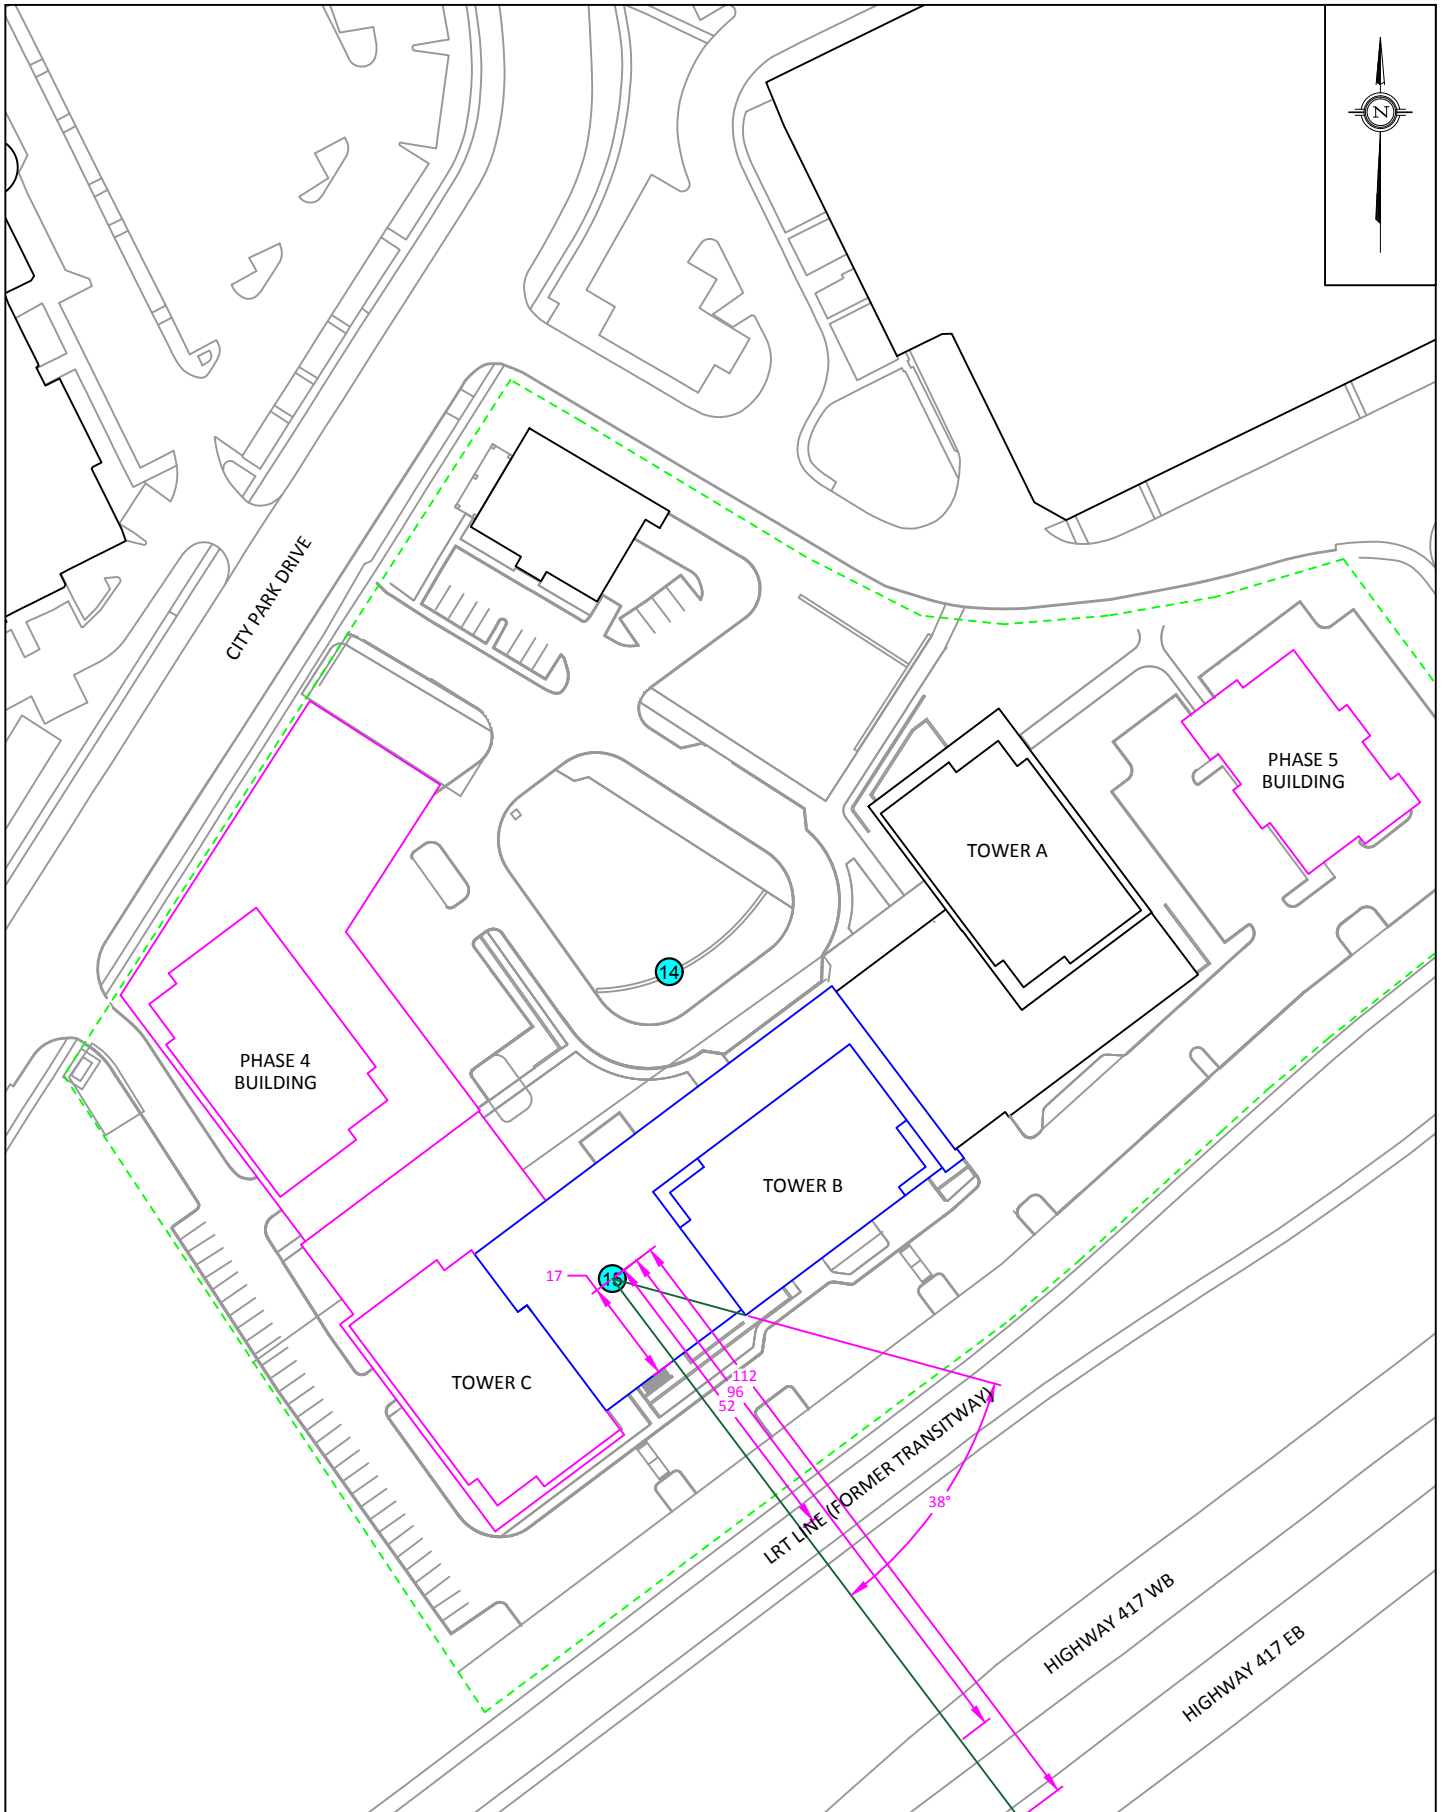 N
CITY PARK DRIVE
PHASE 5
BUILDING
TOWER A
14
PHASE 4
BUILDING
TOWER B
17
15
TOWER C
112
96
52
LRT LINE (FORMER TRANSITWAY)
38°
HIGHWAY 417 WB
HIGHWAY 417 EB